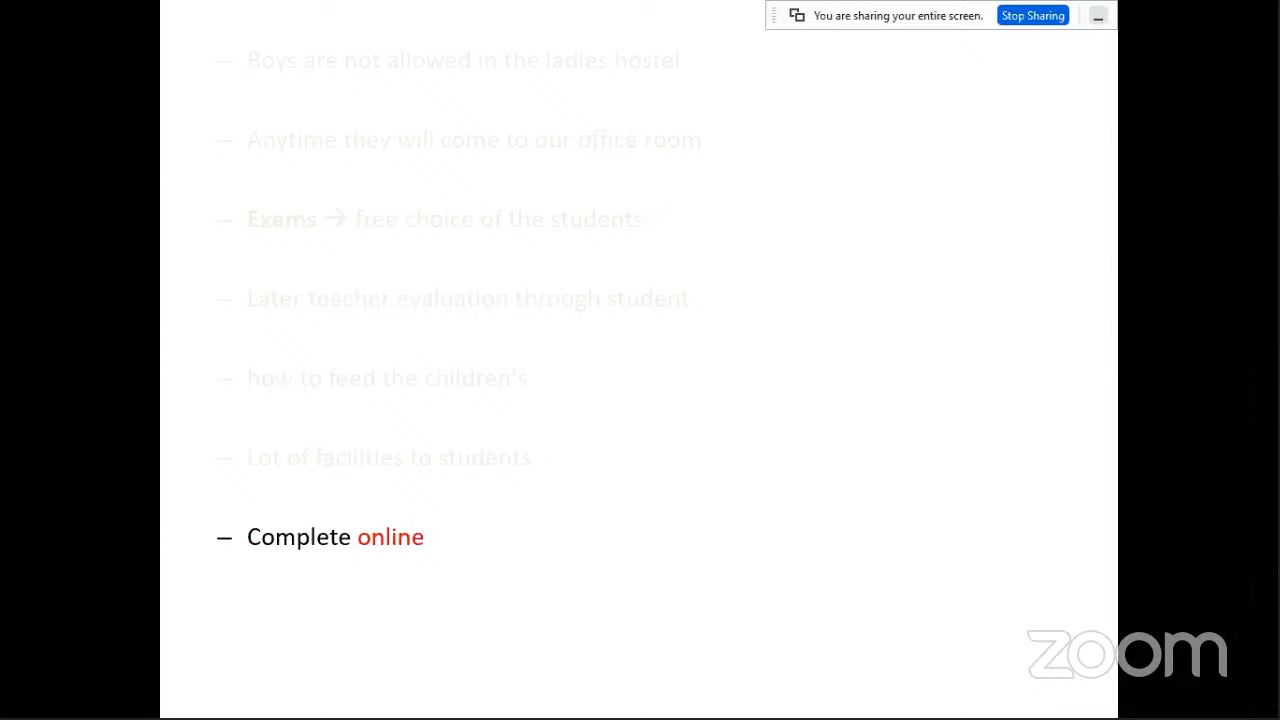 You are sharing your entire screen. Stop Sharing
– Boys are not allowed in the ladies hostel
– Anytime they will come to our office room
– Exams → free choice of the students
– Later teacher evaluation through student
– how to feed the children's
– Lot of facilities to students
– Complete online
zoom